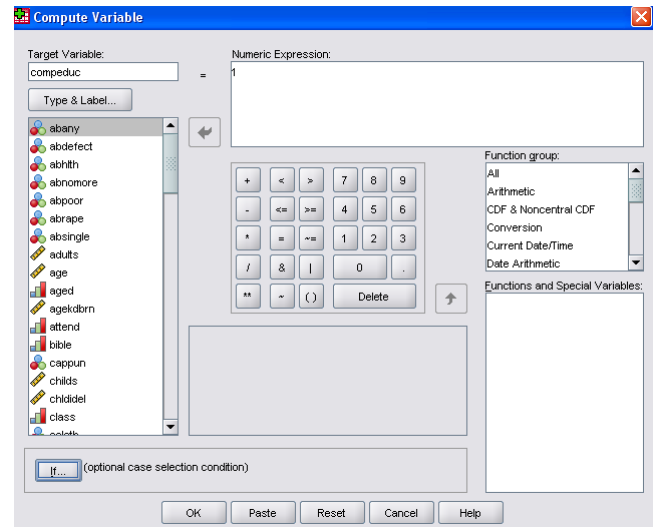 Compute Variable
Target Variable:
compeduc
=
Numeric Expression:
1
Type & Label...
abany
abdefect
abhlth
abnomore
abpoor
abrape
absingle
adults
age
aged
agekdbrn
attend
bible
cappun
childs
chldidel
class
+ < > 7 8 9
- <= >= 4 5 6
* = ~= 1 2 3
/ & | 0 .
** ~ ( ) Delete
Function group:
All
Arithmetic
CDF & Noncentral CDF
Conversion
Current Date/Time
Date Arithmetic
Functions and Special Variables:
If... (optional case selection condition)
OK Paste Reset Cancel Help